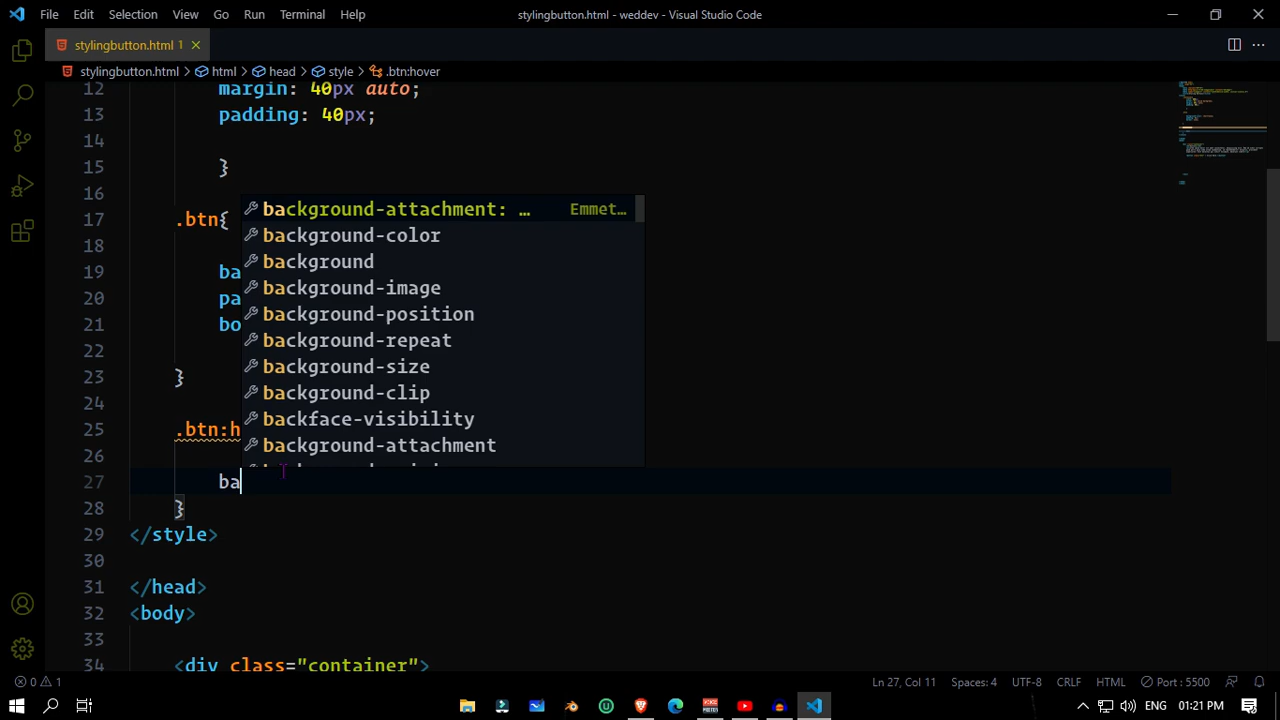 File Edit Selection View Go Run Terminal Help
stylingbutton.html - weddev - Visual Studio Code
stylingbutton.html 1
stylingbutton.html > html > head > style > .btn:hover
12 margin: 40px auto;
13 padding: 40px;
14
15 }
16
background-attachment: … Emmet…
17 .btn{
background-color
18
background
19 ba
background-image
20 pa
background-position
21 bo
background-repeat
22
background-size
23 }
background-clip
24
backface-visibility
25 .btn:h
background-attachment
26
27 ba
28 }
29 </style>
30
31 </head>
32 <body>
33
34 <div class="container">
0 1
Ln 27, Col 11 Spaces: 4 UTF-8 CRLF HTML Port : 5500
ENG 01:21 PM